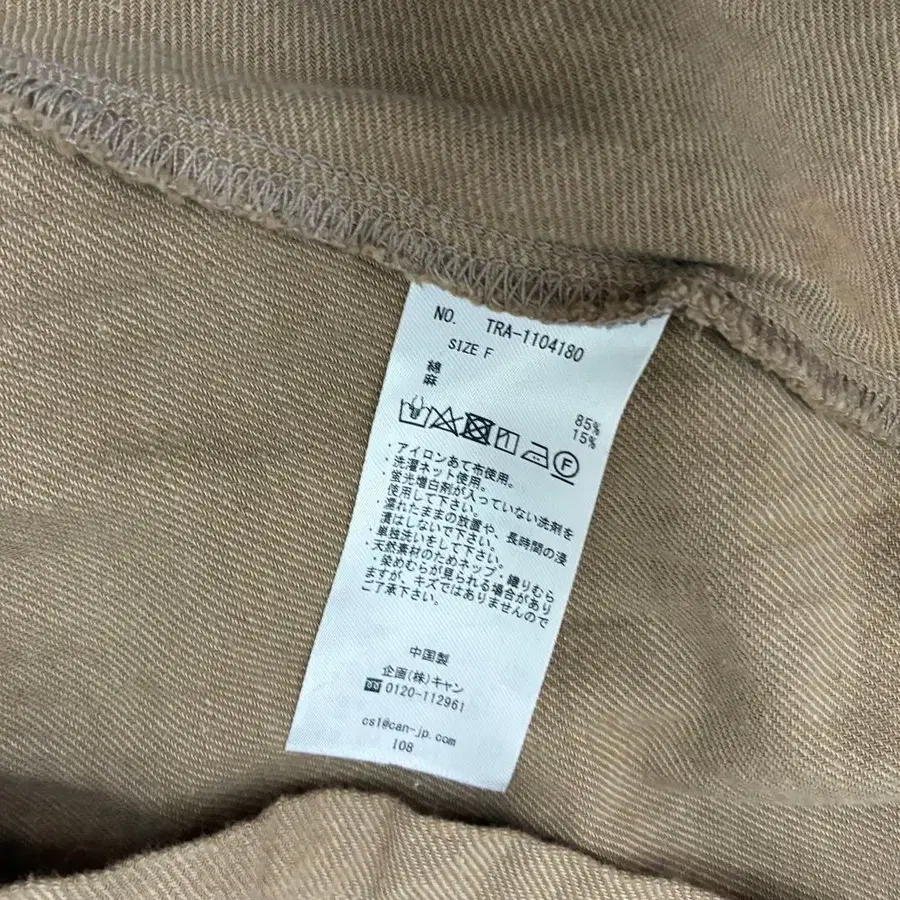 NO. TRA-1104180
SIZE F
綿 85%
麻 15%
F
・アイロンあて布使用。
・洗濯ネット使用。
・蛍光増白剤が入っていない洗剤を
使用して下さい。
・濡れたままの放置や、長時間の浸
漬はしないで下さい。
・単独洗いをして下さい。
・天然素材のためネップ・織りむら
・染めむらが見られる場合があり
ますが、キズではありませんので
ご了承下さい。
中国製
企画(株)キャン
0120-112961
cs1@can-jp.com
108